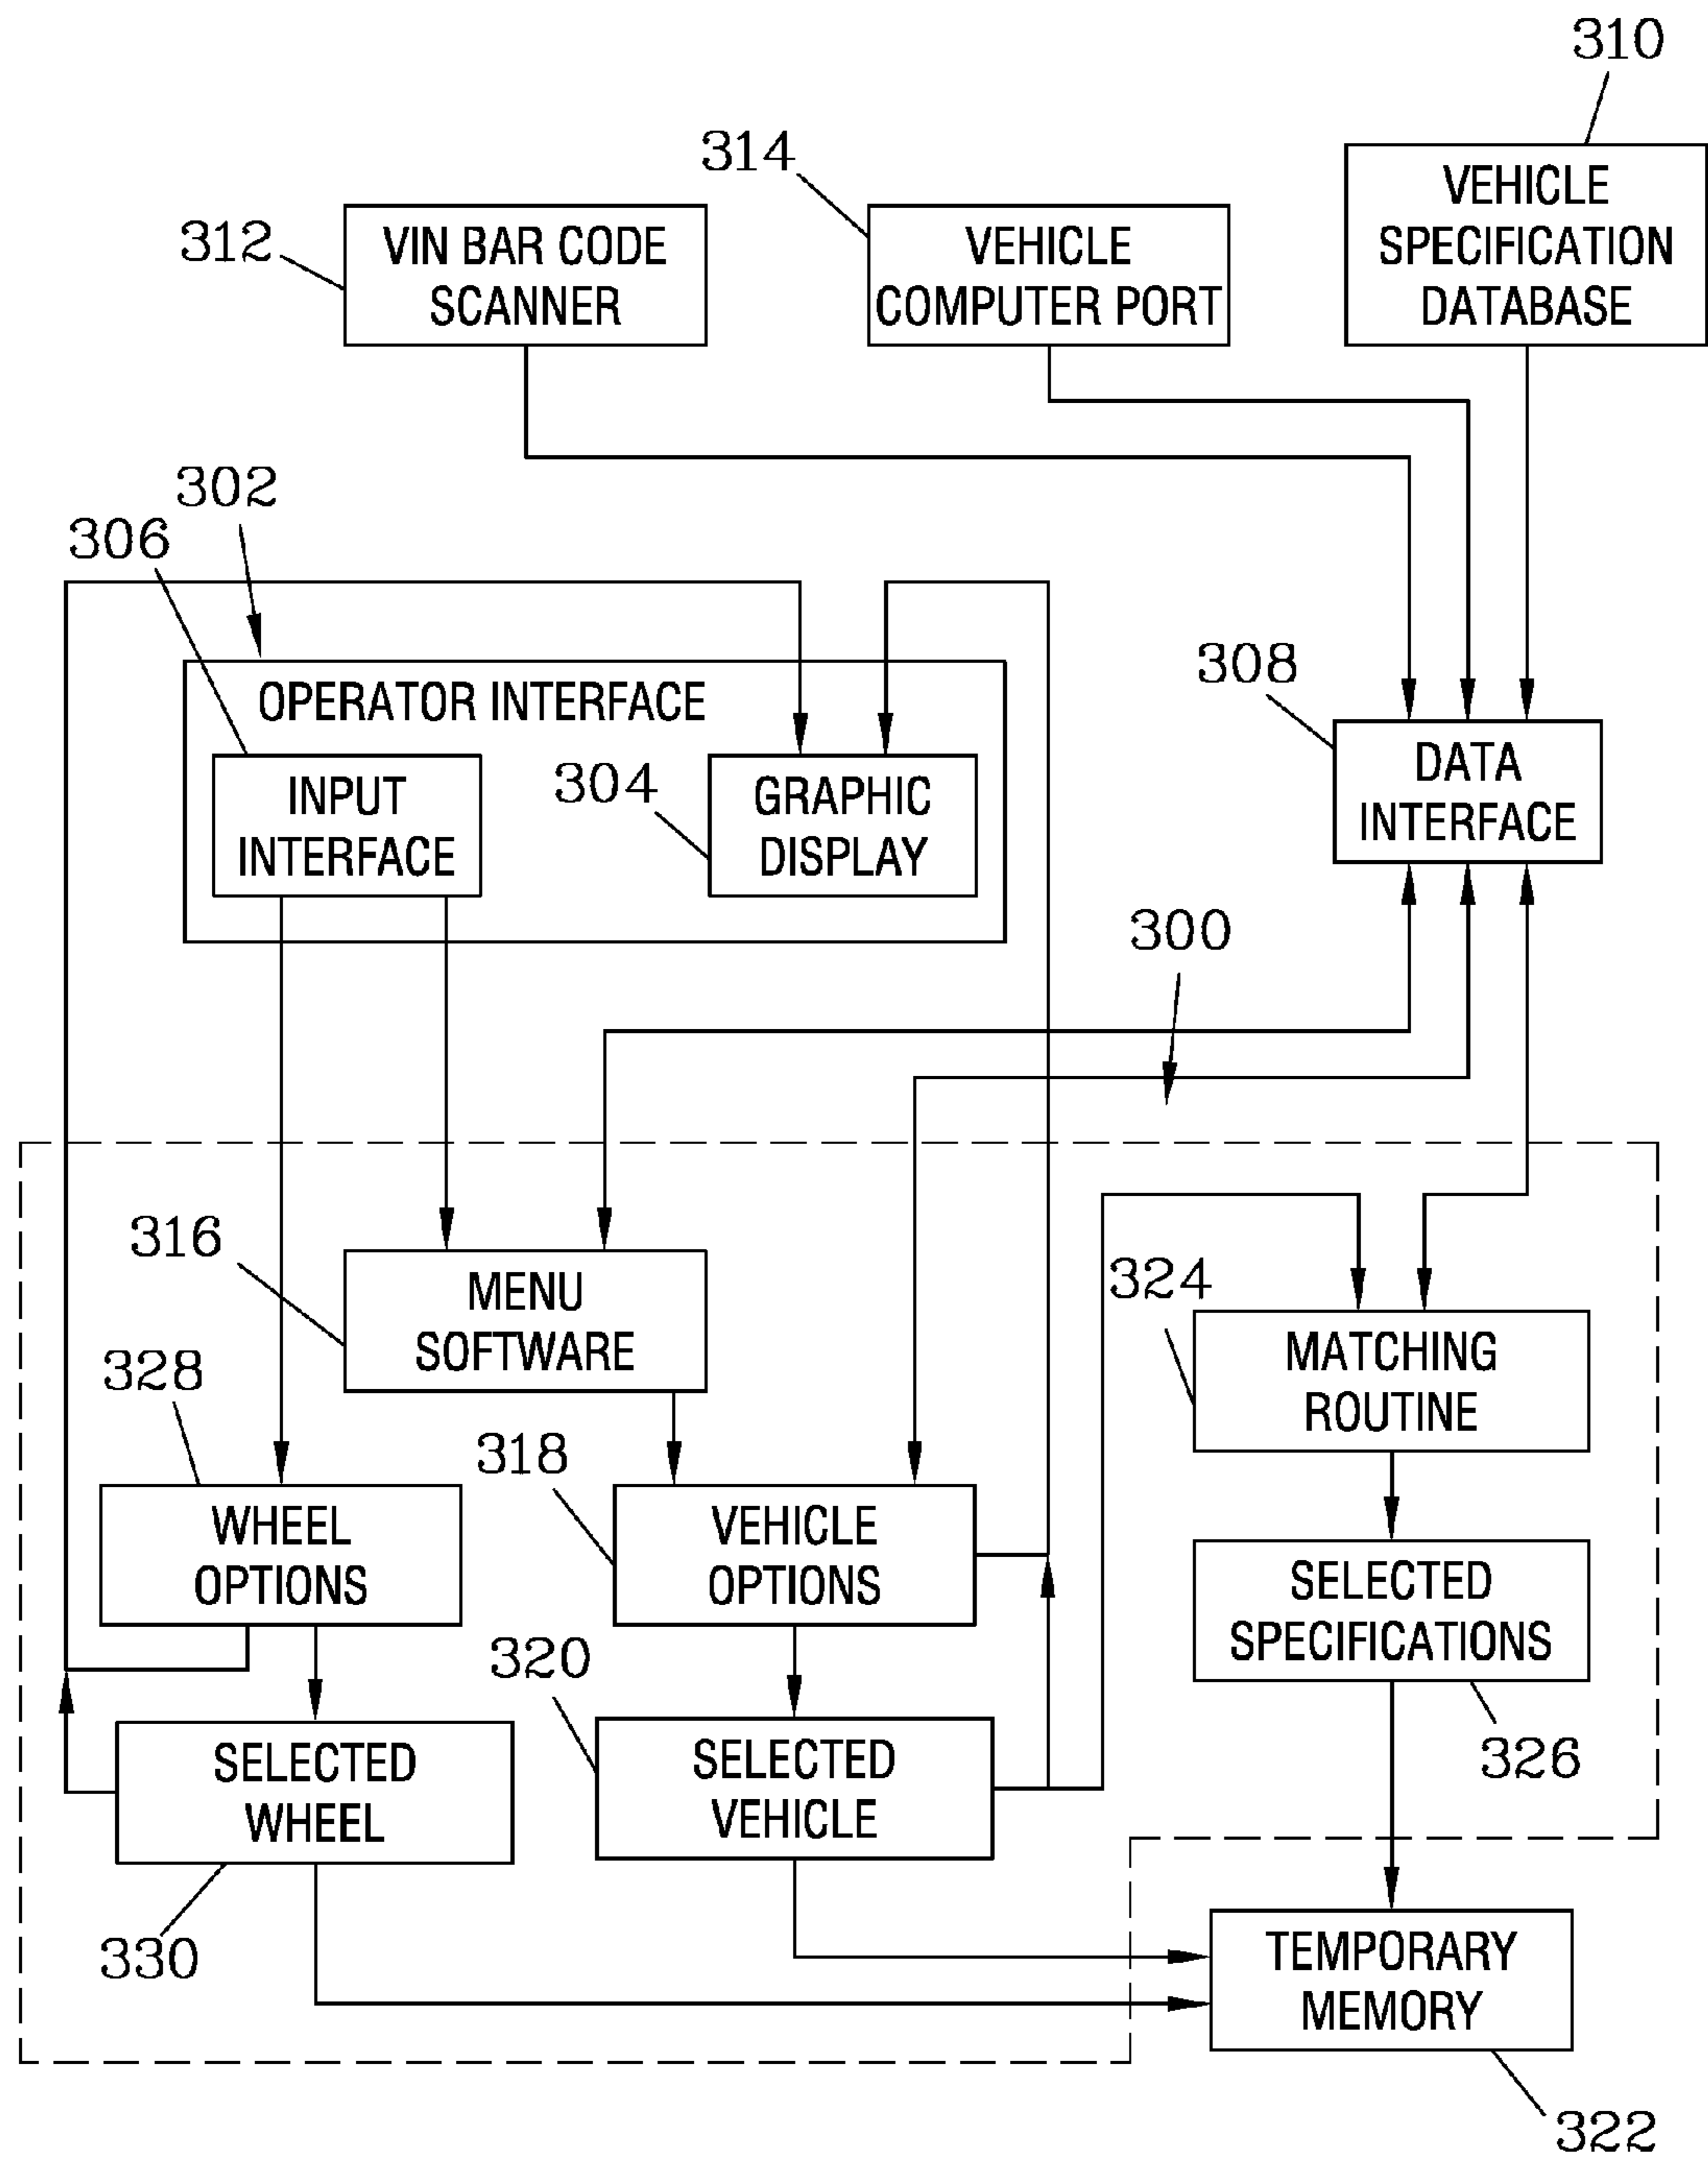 310
314
312
VEHICLE
SPECIFICATION
DATABASE
VIN BAR CODE
SCANNER
VEHICLE
COMPUTER PORT
302
306
308
OPERATOR INTERFACE
INPUT
INTERFACE
304
GRAPHIC
DISPLAY
DATA
INTERFACE
300
316
MENU
SOFTWARE
324
MATCHING
ROUTINE
328
318
WHEEL
OPTIONS
VEHICLE
OPTIONS
SELECTED
SPECIFICATIONS
320
326
SELECTED
WHEEL
SELECTED
VEHICLE
330
TEMPORARY
MEMORY
322